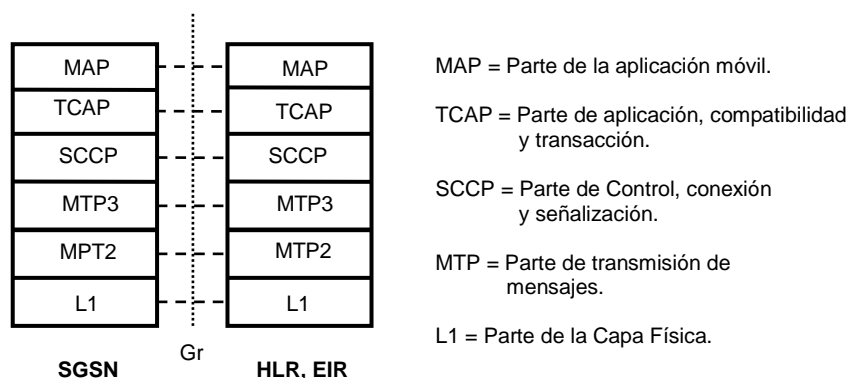 MAP
TCAP
SCCP
MTP3
MPT2
L1
SGSN
Gr
MAP
TCAP
SCCP
MTP3
MTP2
L1
HLR, EIR
MAP = Parte de la aplicación móvil.
TCAP = Parte de aplicación, compatibilidad
y transacción.
SCCP = Parte de Control, conexión
y señalización.
MTP = Parte de transmisión de
mensajes.
L1 = Parte de la Capa Física.